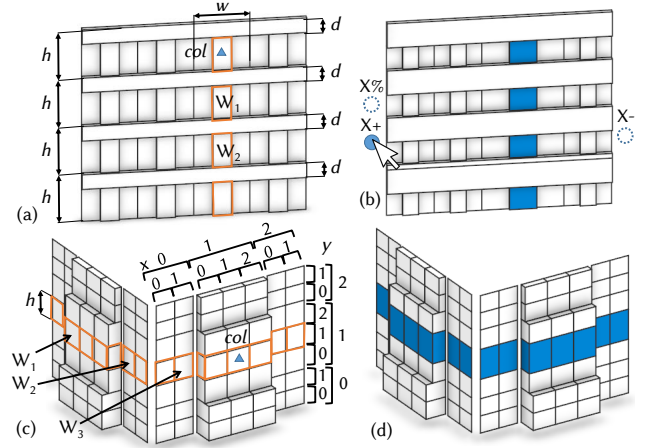 w
d
h
col
d
h
W₁
d
h
W₂
d
h
(a)
X%
X+
X-
(b)
x 0 1 2 y
0 1 0 1 2 0 1
1 2
0
2
1 1
0
1 0
0
h
col
W₁
W₂
W₃
(c)
(d)